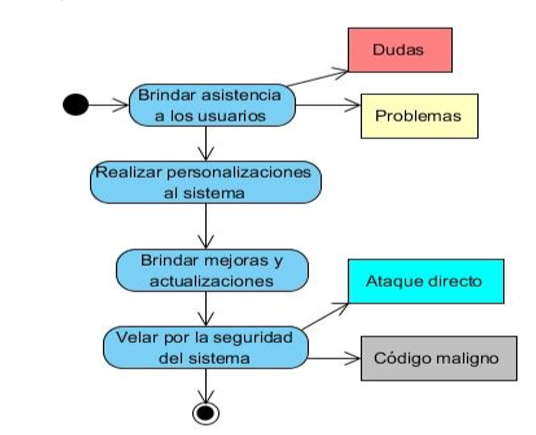 Dudas
Brindar asistencia
a los usuarios
Problemas
Realizar personalizaciones
al sistema
Brindar mejoras y
actualizaciones
Ataque directo
Velar por la seguridad
del sistema
Código maligno